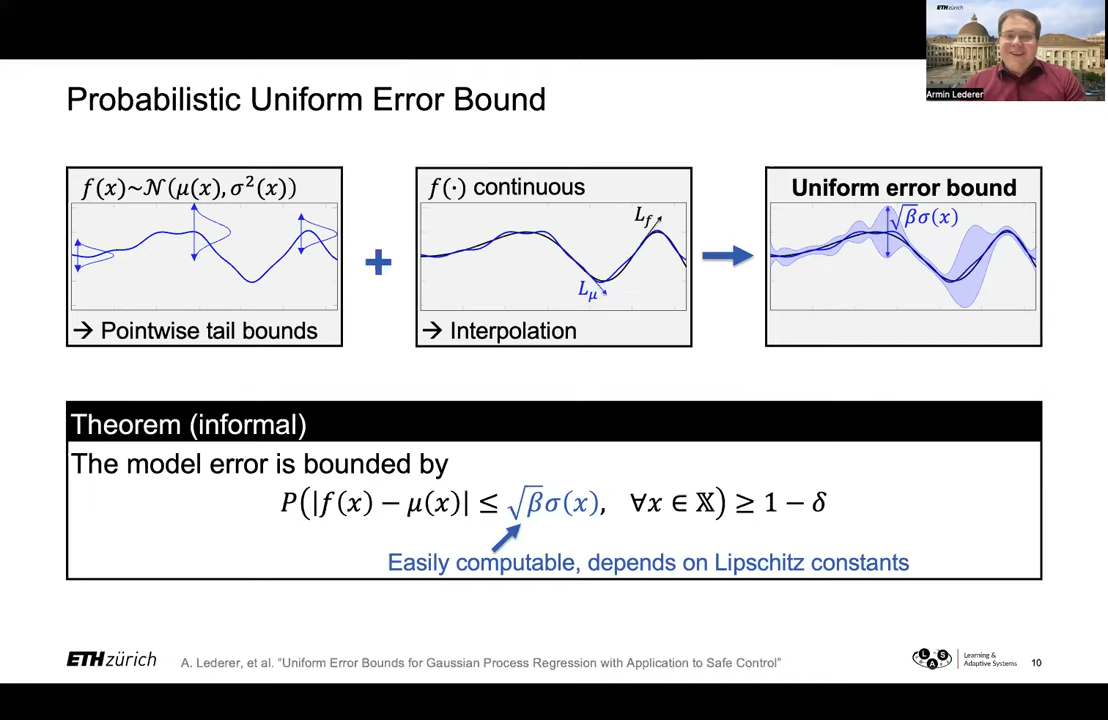 ETHzürich
Armin Lederer
Probabilistic Uniform Error Bound
f(x)~𝒩(μ(x), σ²(x))
→ Pointwise tail bounds
+
f(·) continuous
L_f
L_μ
→ Interpolation
Uniform error bound
√βσ(x)
Theorem (informal)
The model error is bounded by
P(|f(x) − μ(x)| ≤ √βσ(x), ∀x ∈ 𝕏) ≥ 1 − δ
Easily computable, depends on Lipschitz constants
ETHzürich
A. Lederer, et al. "Uniform Error Bounds for Gaussian Process Regression with Application to Safe Control"
L A S
Learning &
Adaptive Systems
10